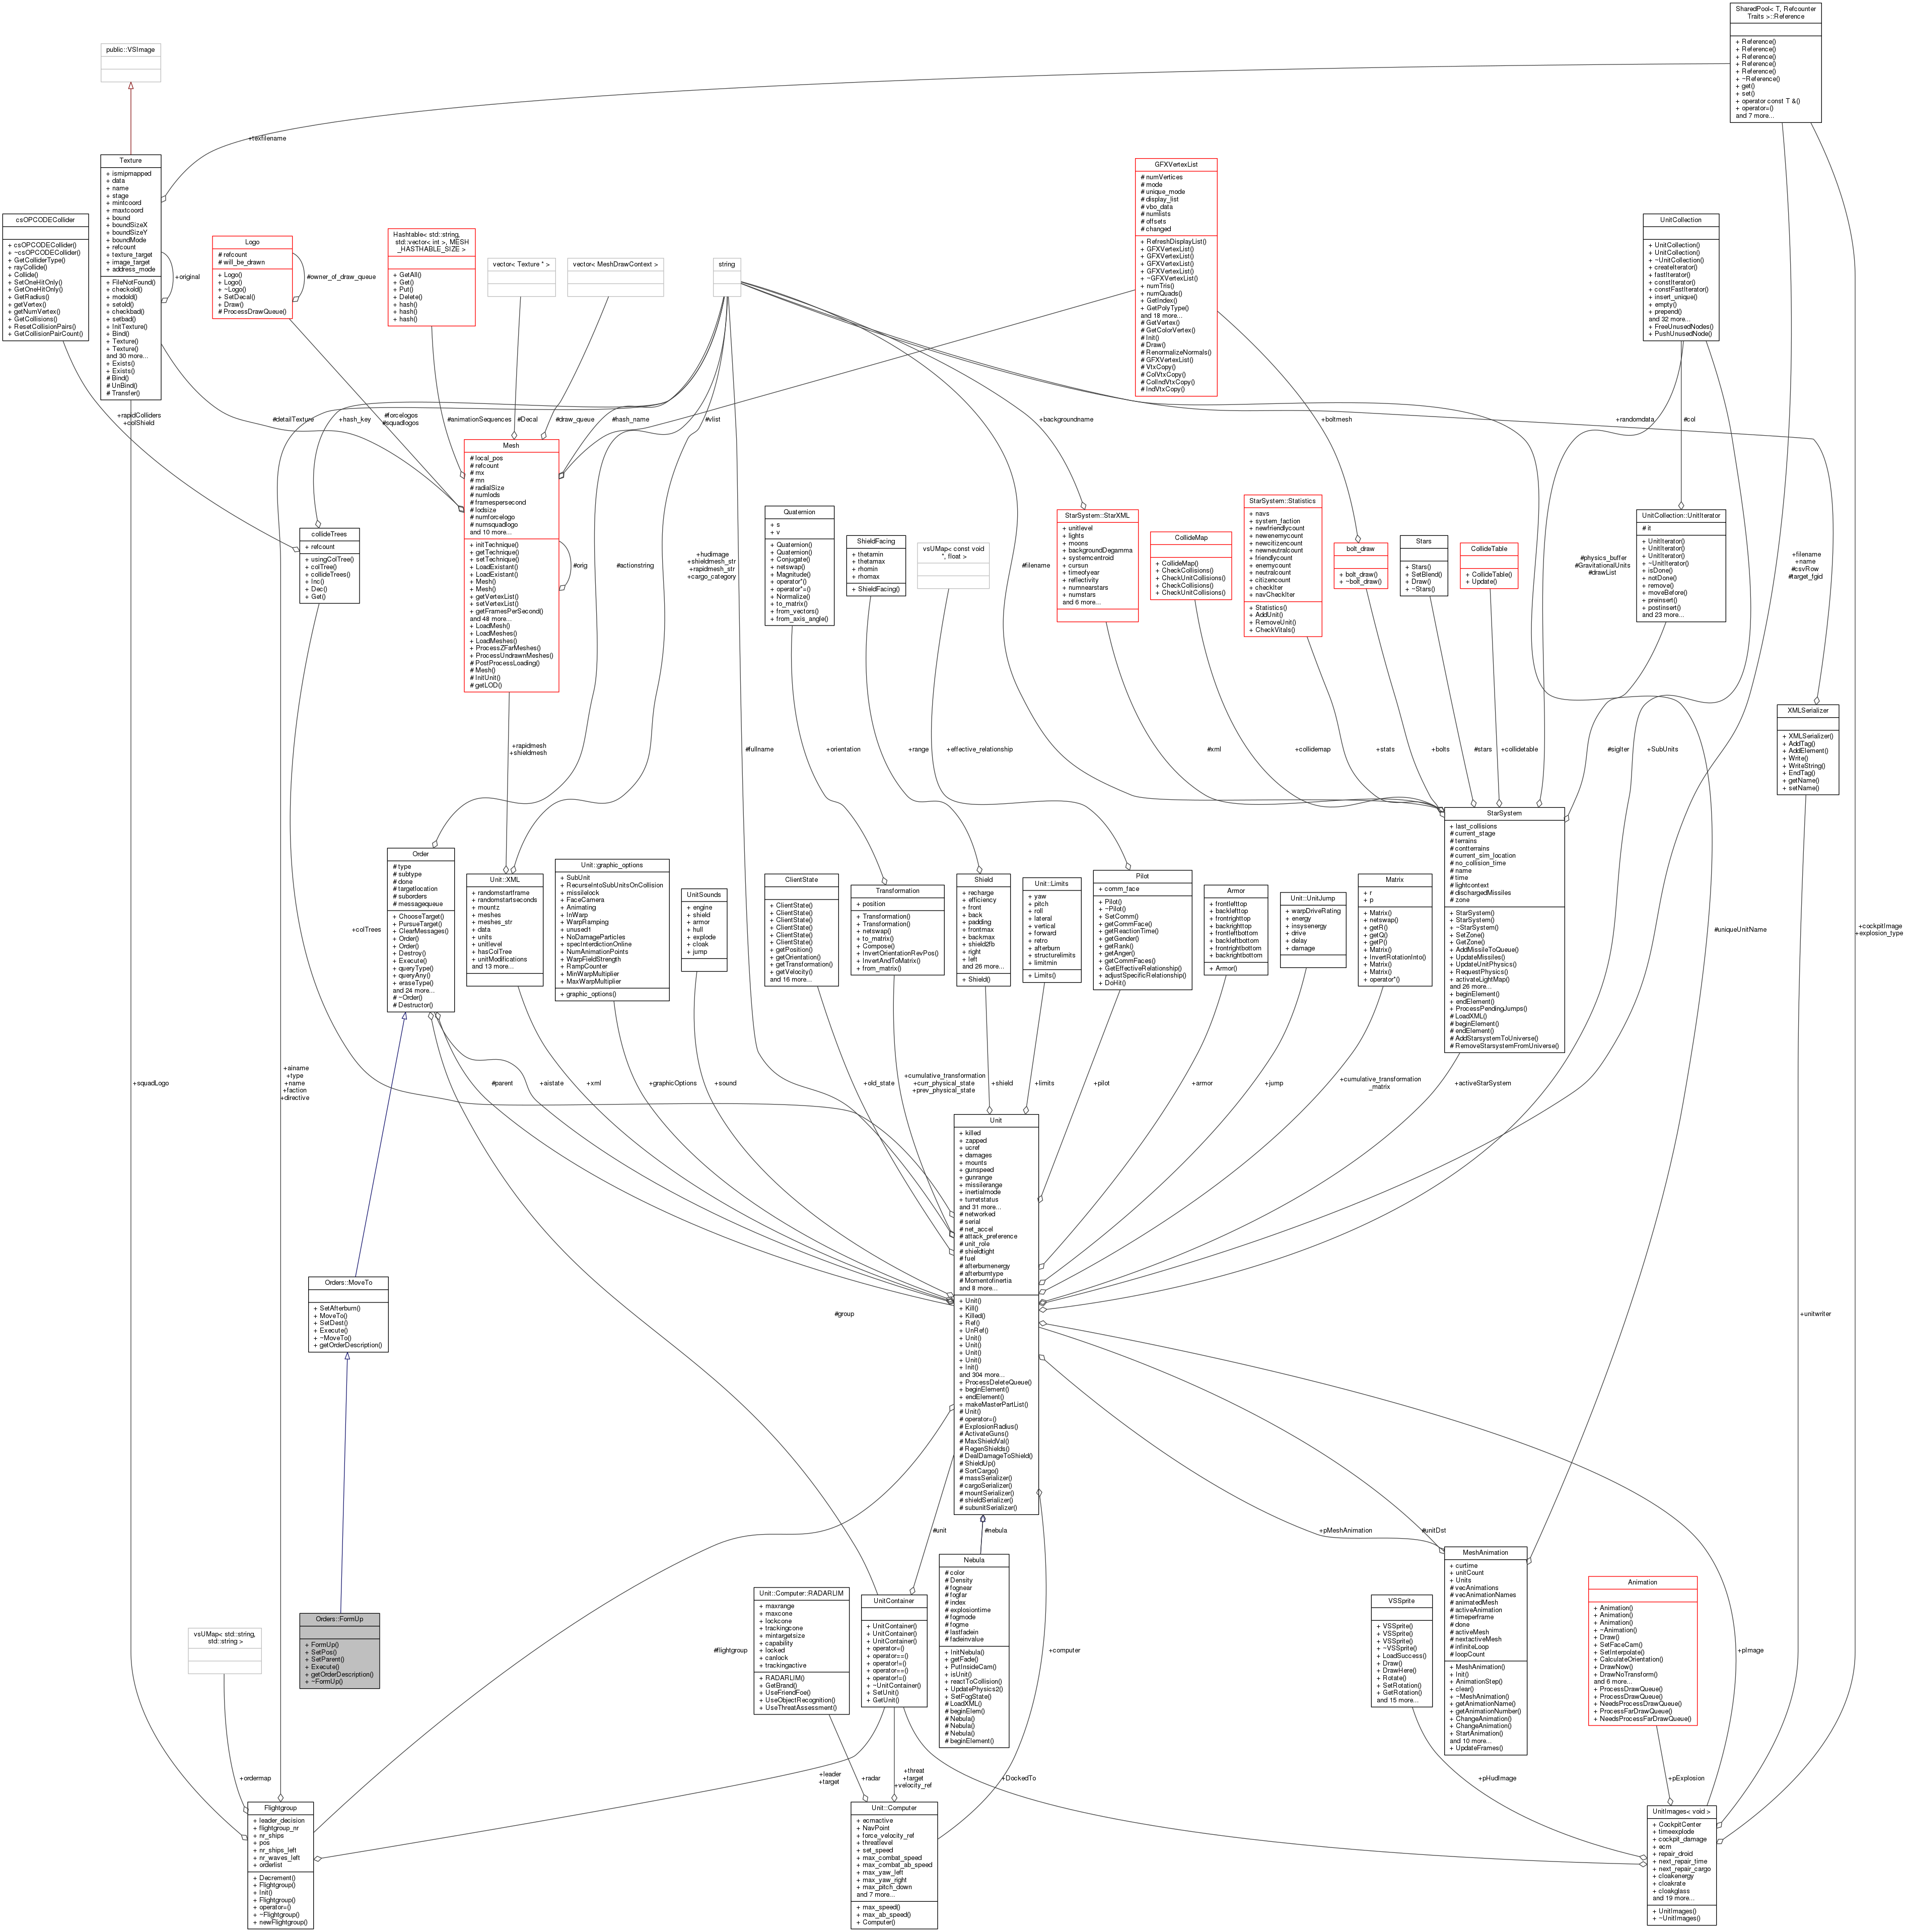 SharedPool< T, Refcounter
Traits >::Reference
+ Reference()
+ Reference()
+ Reference()
+ Reference()
+ Reference()
+ ~Reference()
+ get()
+ set()
+ operator const T &()
+ operator=()
and 7 more...
public::VSImage
+texfilename
Texture
+ ismipmapped
+ data
+ name
+ stage
+ mintcoord
+ maxtcoord
+ bound
+ boundSizeX
+ boundSizeY
+ boundMode
+ refcount
+ texture_target
+ image_target
+ address_mode
+ FileNotFound()
+ checkold()
+ modold()
+ setold()
+ checkbad()
+ setbad()
+ InitTexture()
+ Bind()
+ Texture()
+ Texture()
and 30 more...
+ Exists()
+ Exists()
# Bind()
# UnBind()
# Transfer()
+original
csOPCODECollider
+ csOPCODECollider()
+ ~csOPCODECollider()
+ GetColliderType()
+ rayCollide()
+ Collide()
+ SetOneHitOnly()
+ GetOneHitOnly()
+ GetRadius()
+ getVertex()
+ getNumVertex()
+ GetCollisions()
+ ResetCollisionPairs()
+ GetCollisionPairCount()
Logo
# refcount
# will_be_drawn
+ Logo()
+ Logo()
+ ~Logo()
+ SetDecal()
+ Draw()
# ProcessDrawQueue()
#owner_of_draw_queue
Hashtable< std::string,
std::vector< int >, MESH
_HASTHABLE_SIZE >
+ GetAll()
+ Get()
+ Put()
+ Delete()
+ hash()
+ hash()
+ hash()
vector< Texture * >
vector< MeshDrawContext >
string
GFXVertexList
# numVertices
# mode
# unique_mode
# display_list
# vbo_data
# numlists
# offsets
# changed
+ RefreshDisplayList()
+ GFXVertexList()
+ GFXVertexList()
+ GFXVertexList()
+ GFXVertexList()
+ ~GFXVertexList()
+ numTris()
+ numQuads()
+ GetIndex()
+ GetPolyType()
and 18 more...
# GetVertex()
# GetColorVertex()
# Init()
# Draw()
# RenormalizeNormals()
# GFXVertexList()
# VtxCopy()
# ColVtxCopy()
# ColIndVtxCopy()
# IndVtxCopy()
UnitCollection
+ UnitCollection()
+ UnitCollection()
+ ~UnitCollection()
+ createIterator()
+ fastIterator()
+ constIterator()
+ constFastIterator()
+ insert_unique()
+ empty()
+ prepend()
and 32 more...
+ FreeUnusedNodes()
+ PushUnusedNode()
+rapidColliders
+colShield
#detailTexture
+hash_key
#forcelogos
#squadlogos
#animationSequences
#Decal
#draw_queue
#hash_name
#vlist
+backgroundname
+boltmesh
+randomdata
#col
Mesh
# local_pos
# refcount
# mx
# mn
# radialSize
# numlods
# framespersecond
# lodsize
# numforcelogo
# numsquadlogo
and 10 more...
+ initTechnique()
+ getTechnique()
+ setTechnique()
+ LoadExistant()
+ LoadExistant()
+ Mesh()
+ Mesh()
+ getVertexList()
+ setVertexList()
+ getFramesPerSecond()
and 48 more...
+ LoadMesh()
+ LoadMeshes()
+ LoadMeshes()
+ ProcessZFarMeshes()
+ ProcessUndrawnMeshes()
# PostProcessLoading()
# Mesh()
# InitUnit()
# getLOD()
#orig
collideTrees
+ refcount
+ usingColTree()
+ colTree()
+ collideTrees()
+ Inc()
+ Dec()
+ Get()
#actionstring
+hudimage
+shieldmesh_str
+rapidmesh_str
+cargo_category
Quaternion
+ s
+ v
+ Quaternion()
+ Quaternion()
+ Conjugate()
+ netswap()
+ Magnitude()
+ operator*()
+ operator*=()
+ Normalize()
+ to_matrix()
+ from_vectors()
+ from_axis_angle()
ShieldFacing
+ thetamin
+ thetamax
+ rhomin
+ rhomax
+ ShieldFacing()
vsUMap< const void
*, float >
#filename
StarSystem::StarXML
+ unitlevel
+ lights
+ moons
+ backgroundDegamma
+ systemcentroid
+ cursun
+ timeofyear
+ reflectivity
+ numnearstars
+ numstars
and 6 more...
CollideMap
+ CollideMap()
+ CheckCollisions()
+ CheckUnitCollisions()
+ CheckCollisions()
+ CheckUnitCollisions()
StarSystem::Statistics
+ navs
+ system_faction
+ newfriendlycount
+ newenemycount
+ newcitizencount
+ newneutralcount
+ friendlycount
+ enemycount
+ neutralcount
+ citizencount
+ checkIter
+ navCheckIter
+ Statistics()
+ AddUnit()
+ RemoveUnit()
+ CheckVitals()
bolt_draw
+ bolt_draw()
+ ~bolt_draw()
Stars
+ Stars()
+ SetBlend()
+ Draw()
+ ~Stars()
CollideTable
+ CollideTable()
+ Update()
#physics_buffer
#GravitationalUnits
#drawList
UnitCollection::UnitIterator
# it
+ UnitIterator()
+ UnitIterator()
+ UnitIterator()
+ ~UnitIterator()
+ isDone()
+ notDone()
+ remove()
+ moveBefore()
+ preinsert()
+ postinsert()
and 23 more...
+filename
+name
#csvRow
#target_fgid
XMLSerializer
+ XMLSerializer()
+ AddTag()
+ AddElement()
+ Write()
+ WriteString()
+ EndTag()
+ getName()
+ setName()
+rapidmesh
+shieldmesh
#fullname
+orientation
+range
+effective_relationship
#xml
+collidemap
+stats
+bolts
#stars
+collidetable
#sigIter
+SubUnits
#uniqueUnitName
+cockpitImage
+explosion_type
StarSystem
+ last_collisions
# current_stage
# terrains
# contterrains
# current_sim_location
# no_collision_time
# name
# time
# lightcontext
# dischargedMissiles
# zone
+ StarSystem()
+ StarSystem()
+ ~StarSystem()
+ SetZone()
+ GetZone()
+ AddMissileToQueue()
+ UpdateMissiles()
+ UpdateUnitPhysics()
+ RequestPhysics()
+ activateLightMap()
and 26 more...
+ beginElement()
+ endElement()
+ ProcessPendingJumps()
# LoadXML()
# beginElement()
# endElement()
# AddStarsystemToUniverse()
# RemoveStarsystemFromUniverse()
+colTrees
Order
# type
# subtype
# done
# targetlocation
# suborders
# messagequeue
+ ChooseTarget()
+ PursueTarget()
+ ClearMessages()
+ Order()
+ Order()
+ Destroy()
+ Execute()
+ queryType()
+ queryAny()
+ eraseType()
and 24 more...
# ~Order()
# Destructor()
Unit::XML
+ randomstartframe
+ randomstartseconds
+ mountz
+ meshes
+ meshes_str
+ data
+ units
+ unitlevel
+ hasColTree
+ unitModifications
and 13 more...
Unit::graphic_options
+ SubUnit
+ RecurseIntoSubUnitsOnCollision
+ missilelock
+ FaceCamera
+ Animating
+ InWarp
+ WarpRamping
+ unused1
+ NoDamageParticles
+ specInterdictionOnline
+ NumAnimationPoints
+ WarpFieldStrength
+ RampCounter
+ MinWarpMultiplier
+ MaxWarpMultiplier
+ graphic_options()
UnitSounds
+ engine
+ shield
+ armor
+ hull
+ explode
+ cloak
+ jump
ClientState
+ ClientState()
+ ClientState()
+ ClientState()
+ ClientState()
+ ClientState()
+ ClientState()
+ getPosition()
+ getOrientation()
+ getTransformation()
+ getVelocity()
and 16 more...
Transformation
+ position
+ Transformation()
+ Transformation()
+ netswap()
+ to_matrix()
+ Compose()
+ InvertOrientationRevPos()
+ InvertAndToMatrix()
+ from_matrix()
Shield
+ recharge
+ efficiency
+ front
+ back
+ padding
+ frontmax
+ backmax
+ shield2fb
+ right
+ left
and 26 more...
+ Shield()
Unit::Limits
+ yaw
+ pitch
+ roll
+ lateral
+ vertical
+ forward
+ retro
+ afterburn
+ structurelimits
+ limitmin
+ Limits()
Pilot
+ comm_face
+ Pilot()
+ ~Pilot()
+ SetComm()
+ getCommFace()
+ getReactionTime()
+ getGender()
+ getRank()
+ getAnger()
+ getCommFaces()
+ GetEffectiveRelationship()
+ adjustSpecificRelationship()
+ DoHit()
Armor
+ frontlefttop
+ backlefttop
+ frontrighttop
+ backrighttop
+ frontleftbottom
+ backleftbottom
+ frontrightbottom
+ backrightbottom
+ Armor()
Unit::UnitJump
+ warpDriveRating
+ energy
+ insysenergy
+ drive
+ delay
+ damage
Matrix
+ r
+ p
+ Matrix()
+ netswap()
+ getR()
+ getQ()
+ getP()
+ Matrix()
+ InvertRotationInto()
+ Matrix()
+ Matrix()
+ operator*()
+squadLogo
+ainame
+type
+name
+faction
+directive
#parent
+aistate
+xml
+graphicOptions
+sound
+old_state
+cumulative_transformation
+curr_physical_state
+prev_physical_state
+shield
+limits
+pilot
+armor
+jump
+cumulative_transformation
_matrix
+activeStarSystem
Unit
+ killed
+ zapped
+ ucref
+ damages
+ mounts
+ gunspeed
+ gunrange
+ missilerange
+ inertialmode
+ turretstatus
and 31 more...
# networked
# serial
# net_accel
# attack_preference
# unit_role
# shieldtight
# fuel
# afterburnenergy
# afterburntype
# Momentofinertia
and 8 more...
+ Unit()
+ Kill()
+ Killed()
+ Ref()
+ UnRef()
+ Unit()
+ Unit()
+ Unit()
+ Unit()
+ Init()
and 304 more...
+ ProcessDeleteQueue()
+ beginElement()
+ endElement()
+ makeMasterPartList()
# Unit()
# operator=()
# ExplosionRadius()
# ActivateGuns()
# MaxShieldVal()
# RegenShields()
# DealDamageToShield()
# ShieldUp()
# SortCargo()
# massSerializer()
# cargoSerializer()
# mountSerializer()
# shieldSerializer()
# subunitSerializer()
Orders::MoveTo
+ SetAfterburn()
+ MoveTo()
+ SetDest()
+ Execute()
+ ~MoveTo()
+ getOrderDescription()
#group
+unitwriter
#unit
#nebula
+pMeshAnimation
#unitDst
Orders::FormUp
+ FormUp()
+ SetPos()
+ SetParent()
+ Execute()
+ getOrderDescription()
+ ~FormUp()
vsUMap< std::string,
std::string >
#flightgroup
Unit::Computer::RADARLIM
+ maxrange
+ maxcone
+ lockcone
+ trackingcone
+ mintargetsize
+ capability
+ locked
+ canlock
+ trackingactive
+ RADARLIM()
+ GetBrand()
+ UseFriendFoe()
+ UseObjectRecognition()
+ UseThreatAssessment()
UnitContainer
+ UnitContainer()
+ UnitContainer()
+ UnitContainer()
+ operator=()
+ operator==()
+ operator!=()
+ operator==()
+ operator!=()
+ ~UnitContainer()
+ SetUnit()
+ GetUnit()
Nebula
# color
# Density
# fognear
# fogfar
# index
# explosiontime
# fogmode
# fogme
# lastfadein
# fadeinvalue
+ InitNebula()
+ getFade()
+ PutInsideCam()
+ isUnit()
+ reactToCollision()
+ UpdatePhysics2()
+ SetFogState()
# LoadXML()
# beginElem()
# Nebula()
# Nebula()
# Nebula()
# beginElement()
+computer
VSSprite
+ VSSprite()
+ VSSprite()
+ VSSprite()
+ ~VSSprite()
+ LoadSuccess()
+ Draw()
+ DrawHere()
+ Rotate()
+ SetRotation()
+ GetRotation()
and 15 more...
MeshAnimation
+ curtime
+ unitCount
+ Units
# vecAnimations
# vecAnimationNames
# animatedMesh
# activeAnimation
# timeperframe
# done
# activeMesh
# nextactiveMesh
# infiniteLoop
# loopCount
+ MeshAnimation()
+ Init()
+ AnimationStep()
+ clear()
+ ~MeshAnimation()
+ getAnimationName()
+ getAnimationNumber()
+ ChangeAnimation()
+ ChangeAnimation()
+ StartAnimation()
and 10 more...
+ UpdateFrames()
Animation
+ Animation()
+ Animation()
+ Animation()
+ ~Animation()
+ Draw()
+ SetFaceCam()
+ SetInterpolate()
+ CalculateOrientation()
+ DrawNow()
+ DrawNoTransform()
and 6 more...
+ ProcessDrawQueue()
+ ProcessDrawQueue()
+ NeedsProcessDrawQueue()
+ ProcessFarDrawQueue()
+ NeedsProcessFarDrawQueue()
+pImage
+ordermap
+leader
+target
+radar
+threat
+target
+velocity_ref
+DockedTo
+pHudImage
+pExplosion
Flightgroup
+ leader_decision
+ flightgroup_nr
+ nr_ships
+ pos
+ nr_ships_left
+ nr_waves_left
+ orderlist
+ Decrement()
+ Flightgroup()
+ Init()
+ Flightgroup()
+ operator=()
+ ~Flightgroup()
+ newFlightgroup()
Unit::Computer
+ ecmactive
+ NavPoint
+ force_velocity_ref
+ threatlevel
+ set_speed
+ max_combat_speed
+ max_combat_ab_speed
+ max_yaw_left
+ max_yaw_right
+ max_pitch_down
and 7 more...
+ max_speed()
+ max_ab_speed()
+ Computer()
UnitImages< void >
+ CockpitCenter
+ timeexplode
+ cockpit_damage
+ ecm
+ repair_droid
+ next_repair_time
+ next_repair_cargo
+ cloakenergy
+ cloakrate
+ cloakglass
and 19 more...
+ UnitImages()
+ ~UnitImages()